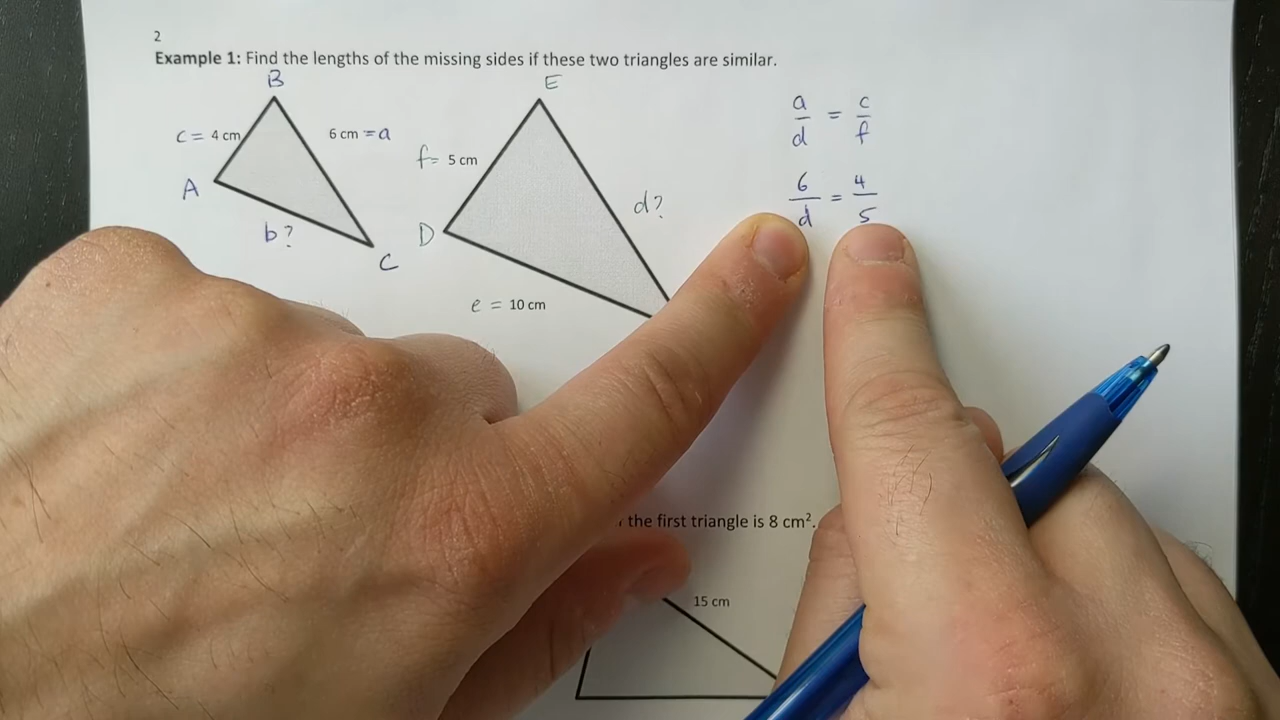 2
Example 1: Find the lengths of the missing sides if these two triangles are similar.
B
E
c = 4 cm
6 cm = a
f= 5 cm
A
b?
C
D
d?
e = 10 cm
a/d = c/f
6/d = 4/5
the first triangle is 8 cm².
15 cm